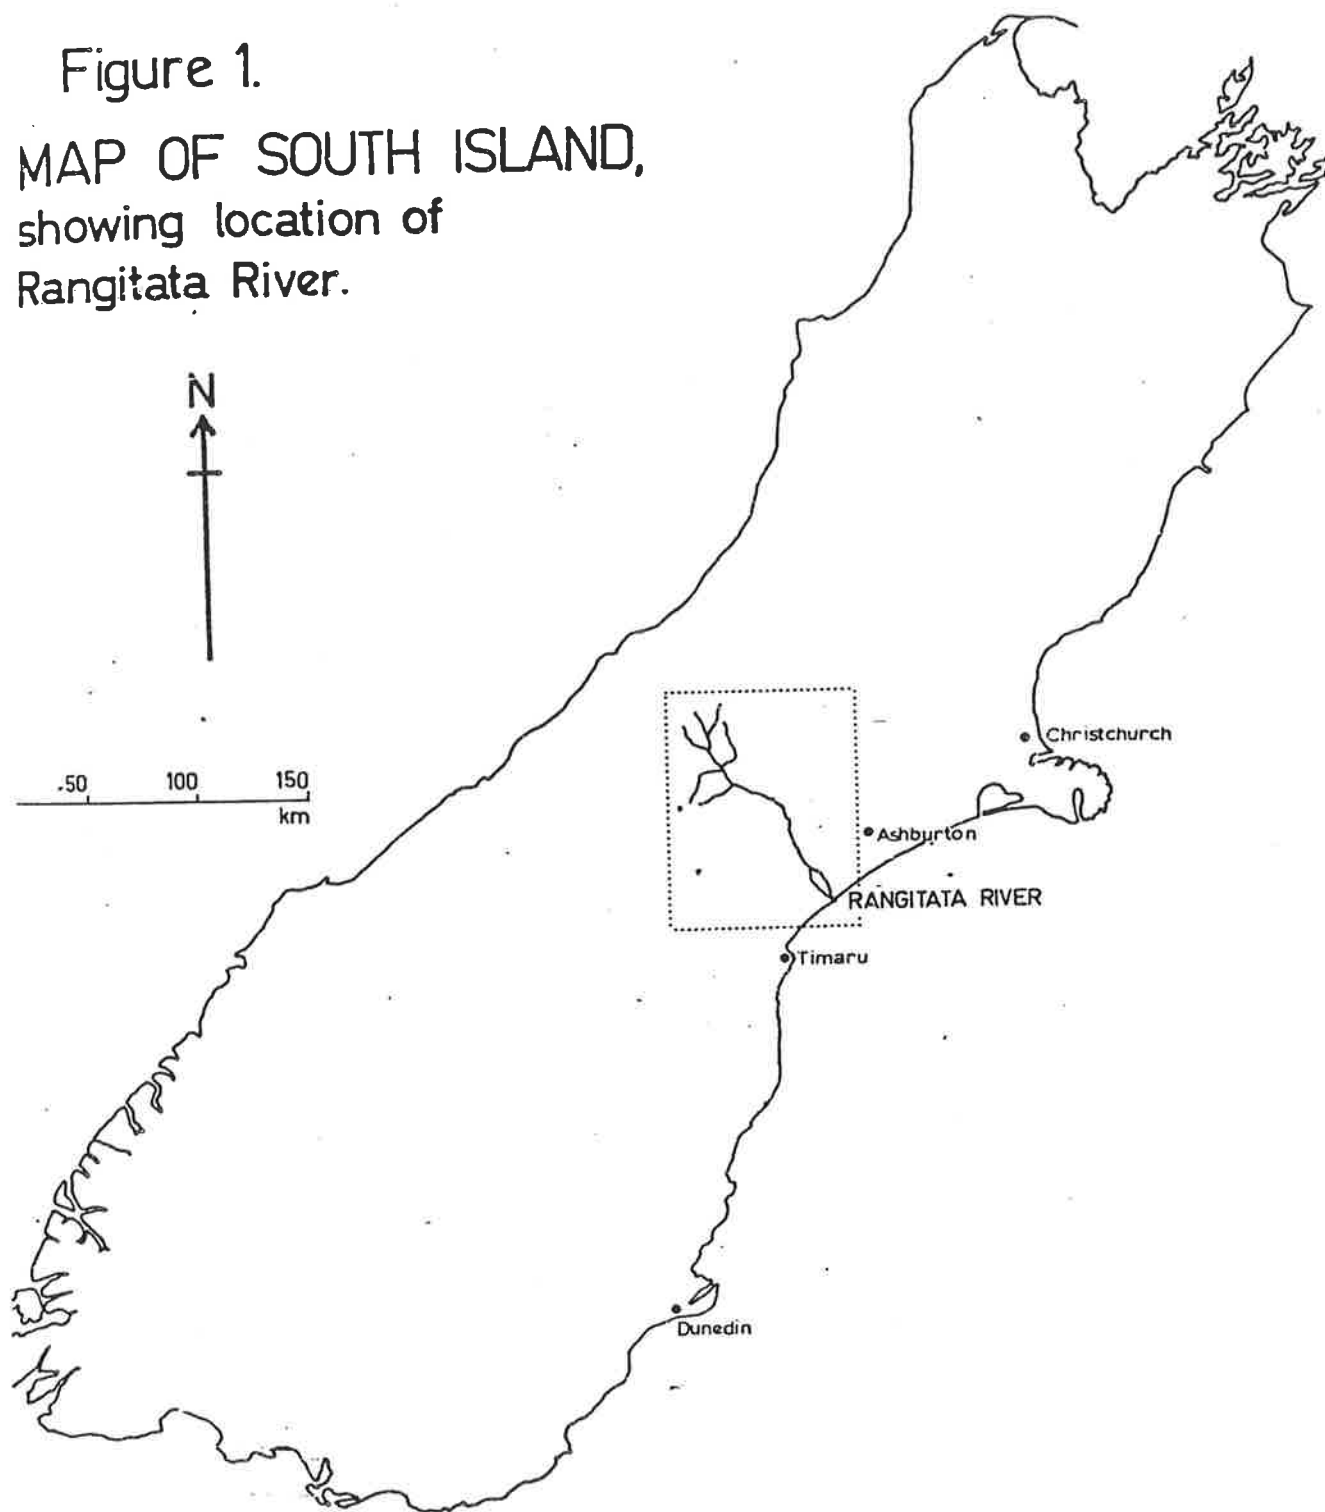 Figure 1.
MAP OF SOUTH ISLAND,
showing location of
Rangitata River.
N
50 100 150
km
Christchurch
Ashburton
RANGITATA RIVER
Timaru
Dunedin